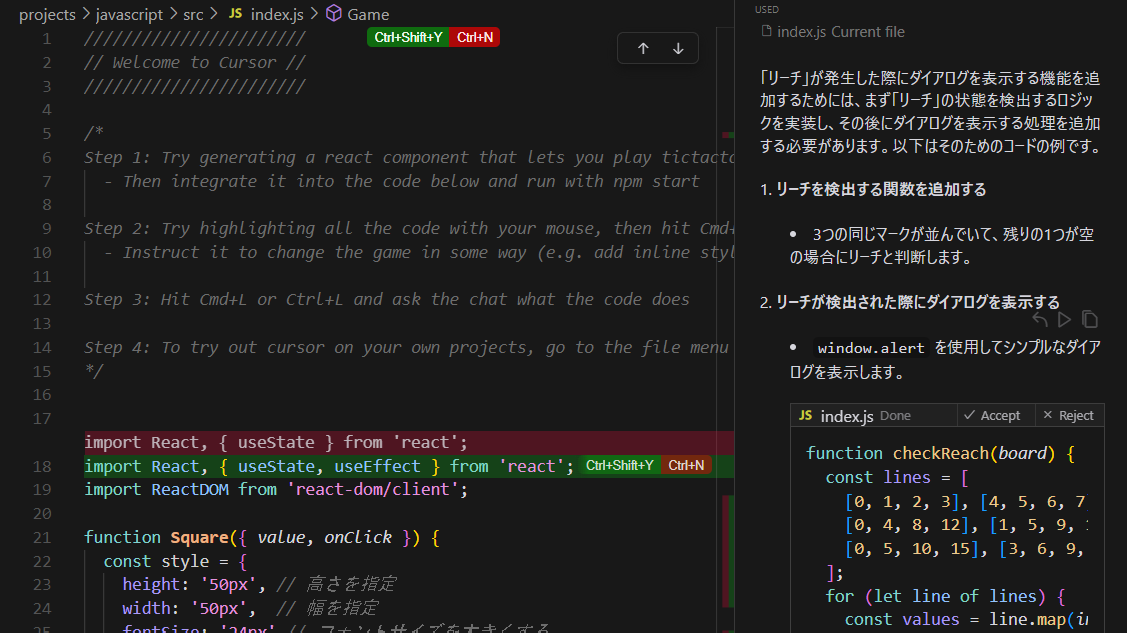 projects > javascript > src > JS index.js > Game
Ctrl+Shift+Y Ctrl+N
1 ///////////////////////
2 // Welcome to Cursor //
3 ///////////////////////
4
5 /*
6 Step 1: Try generating a react component that lets you play tictacto
7 - Then integrate it into the code below and run with npm start
8
9 Step 2: Try highlighting all the code with your mouse, then hit Cmd+
10 - Instruct it to change the game in some way (e.g. add inline styl
11
12 Step 3: Hit Cmd+L or Ctrl+L and ask the chat what the code does
13
14 Step 4: To try out cursor on your own projects, go to the file menu
15 */
16
17
import React, { useState } from 'react';
18 import React, { useState, useEffect } from 'react'; Ctrl+Shift+Y Ctrl+N
19 import ReactDOM from 'react-dom/client';
20
21 function Square({ value, onClick }) {
22 const style = {
23 height: '50px', // 高さを指定
24 width: '50px', // 幅を指定
25 fontSize: '24px' // フォントサイズを大きくする
USED
index.js Current file
「リーチ」が発生した際にダイアログを表示する機能を追
加するためには、まず「リーチ」の状態を検出するロジッ
クを実装し、その後にダイアログを表示する処理を追加
する必要があります。以下はそのためのコードの例です。
1. リーチを検出する関数を追加する
• 3つの同じマークが並んでいて、残りの1つが空
の場合にリーチと判断します。
2. リーチが検出された際にダイアログを表示する
• window.alert を使用してシンプルなダイア
ログを表示します。
JS index.js Done ✓ Accept × Reject
function checkReach(board) {
const lines = [
[0, 1, 2, 3], [4, 5, 6, 7
[0, 4, 8, 12], [1, 5, 9,
[0, 5, 10, 15], [3, 6, 9,
];
for (let line of lines) {
const values = line.map(i